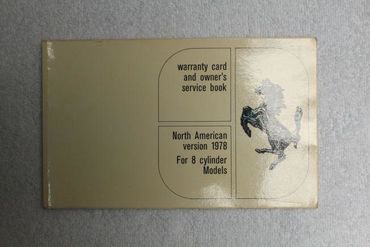 warranty card
and owner's
service book
North American
version 1978
For 8 cylinder
Models